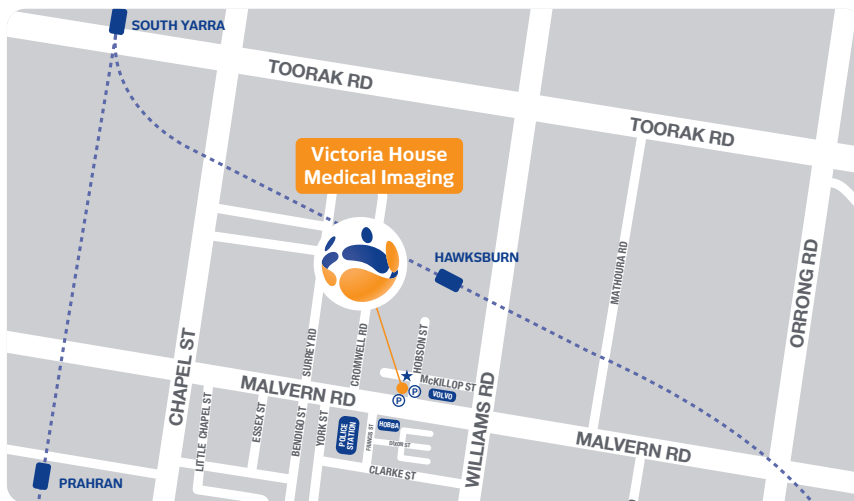 SOUTH YARRA
TOORAK RD
TOORAK RD
Victoria House
Medical Imaging
HAWKSBURN
MATHOURA RD
ORRONG RD
CHAPEL ST
SURREY RD
CROMWELL RD
HOBSON ST
McKILLOP ST
WILLIAMS RD
MALVERN RD
P
P
VOLVO
LITTLE CHAPEL ST
ESSEX ST
BENDIGO ST
YORK ST
POLICE
STATION
FRANCIS ST
HOBBA
DIXON ST
MALVERN RD
CLARKE ST
PRAHRAN